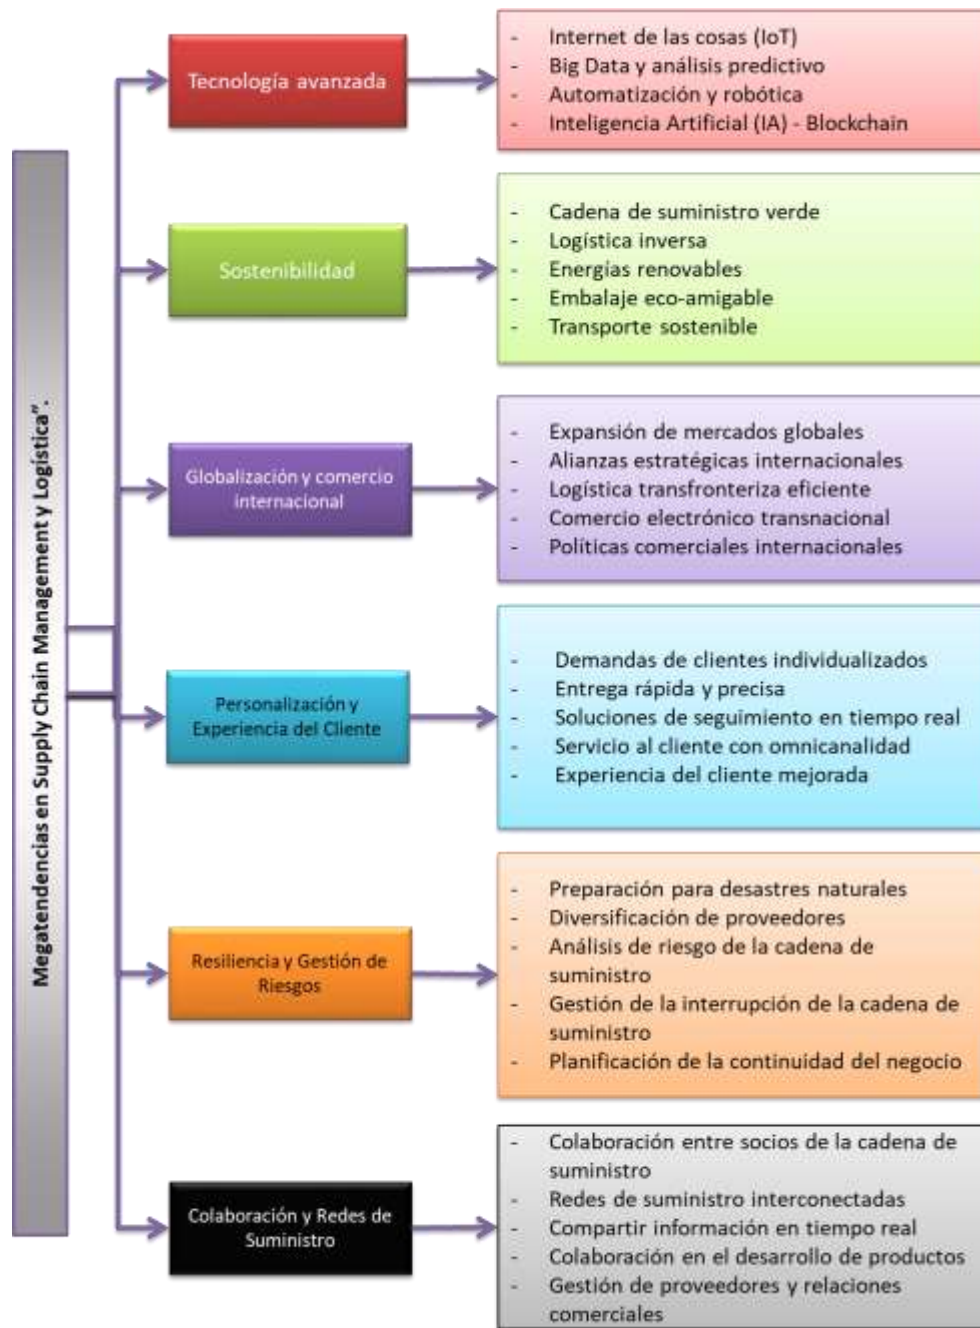 Megatendencias en Supply Chain Management y Logística”.
Tecnología avanzada
- Internet de las cosas (IoT)
- Big Data y análisis predictivo
- Automatización y robótica
- Inteligencia Artificial (IA) - Blockchain
Sostenibilidad
- Cadena de suministro verde
- Logística inversa
- Energías renovables
- Embalaje eco-amigable
- Transporte sostenible
Globalización y comercio
internacional
- Expansión de mercados globales
- Alianzas estratégicas internacionales
- Logística transfronteriza eficiente
- Comercio electrónico transnacional
- Políticas comerciales internacionales
Personalización y
Experiencia del Cliente
- Demandas de clientes individualizados
- Entrega rápida y precisa
- Soluciones de seguimiento en tiempo real
- Servicio al cliente con omnicanalidad
- Experiencia del cliente mejorada
Resiliencia y Gestión de
Riesgos
- Preparación para desastres naturales
- Diversificación de proveedores
- Análisis de riesgo de la cadena de
suministro
- Gestión de la interrupción de la cadena de
suministro
- Planificación de la continuidad del negocio
Colaboración y Redes de
Suministro
- Colaboración entre socios de la cadena de
suministro
- Redes de suministro interconectadas
- Compartir información en tiempo real
- Colaboración en el desarrollo de productos
- Gestión de proveedores y relaciones
comerciales